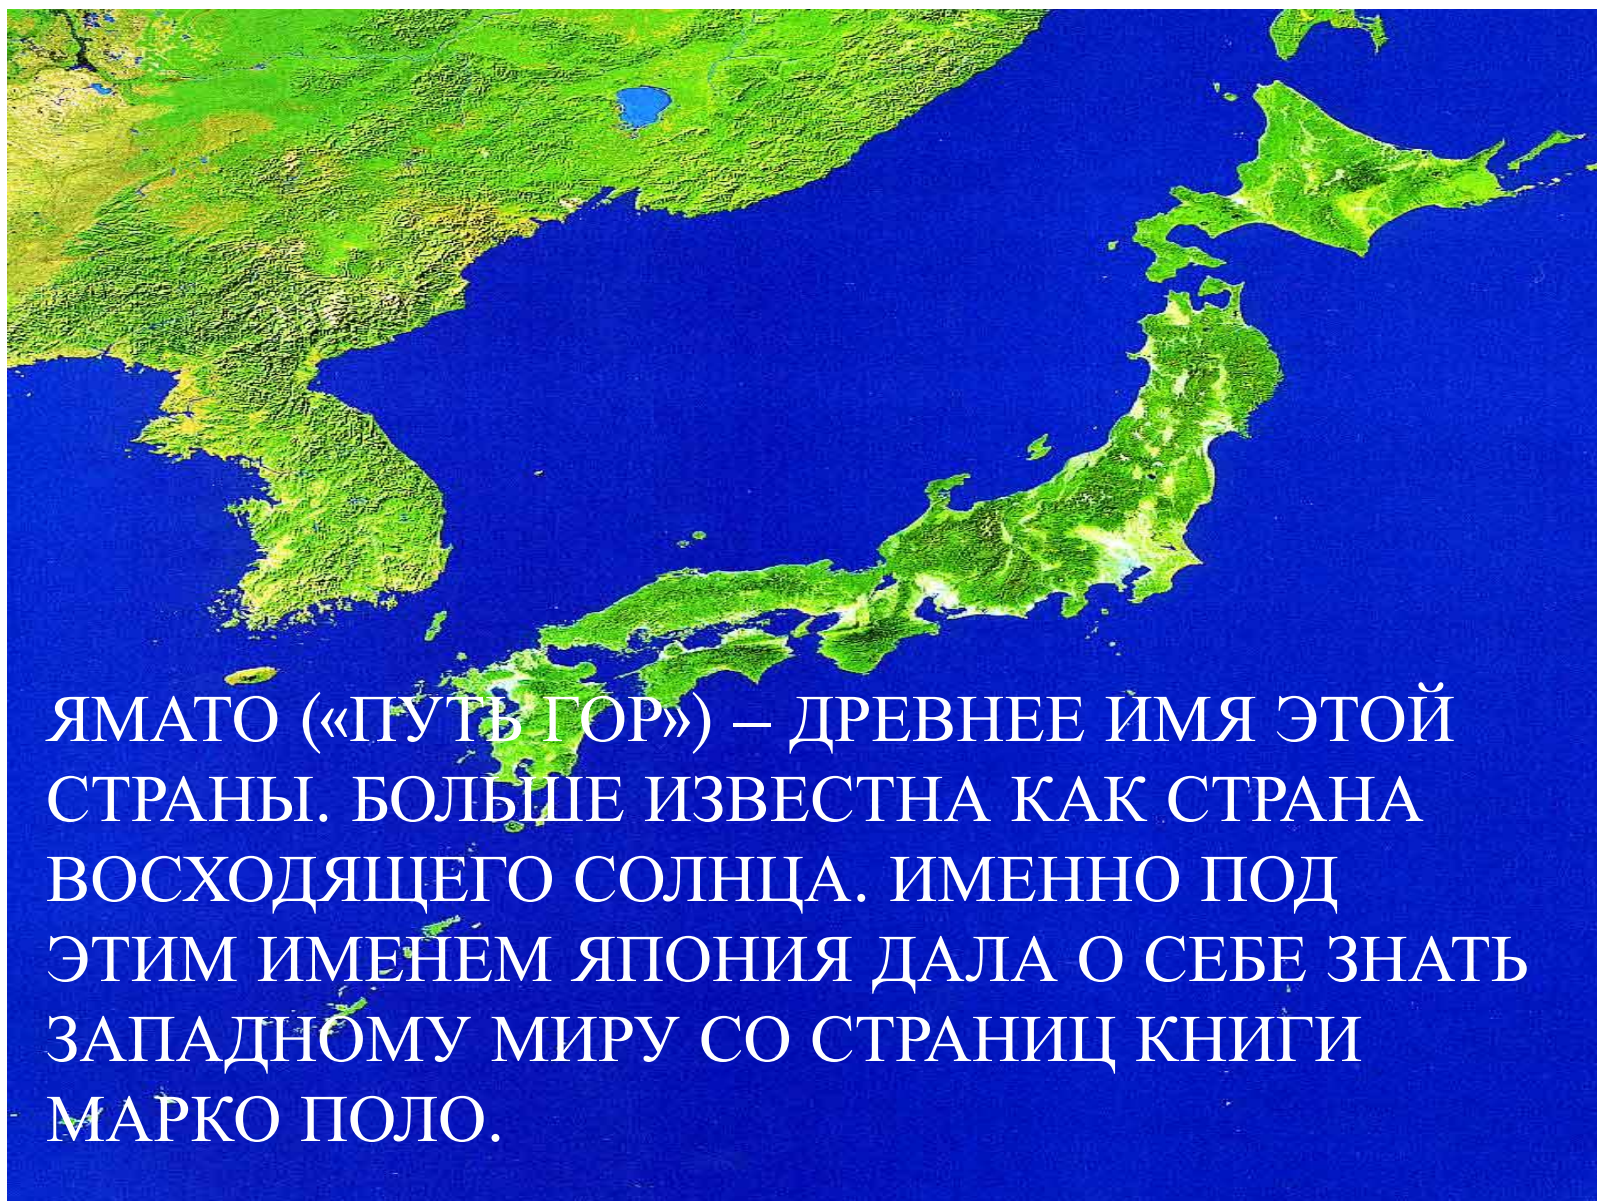 ЯМАТО («ПУТЬ ГОР») – ДРЕВНЕЕ ИМЯ ЭТОЙ
СТРАНЫ. БОЛЬШЕ ИЗВЕСТНА КАК СТРАНА
ВОСХОДЯЩЕГО СОЛНЦА. ИМЕННО ПОД
ЭТИМ ИМЕНЕМ ЯПОНИЯ ДАЛА О СЕБЕ ЗНАТЬ
ЗАПАДНОМУ МИРУ СО СТРАНИЦ КНИГИ
МАРКО ПОЛО.